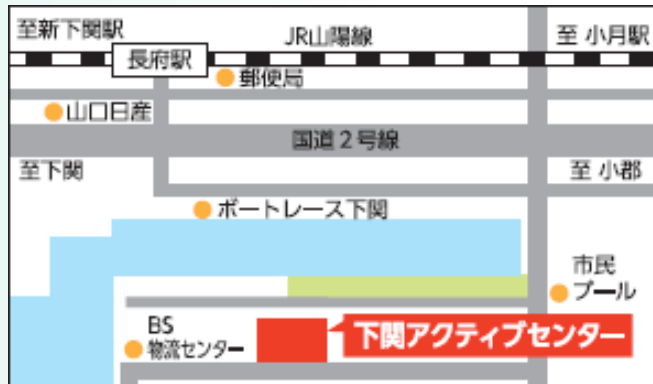 至新下関駅
JR山陽線
至 小月駅
長府駅
郵便局
山口日産
国道2号線
至下関
至 小郡
ボートレース下関
市民
プール
BS
物流センター
下関アクティブセンター